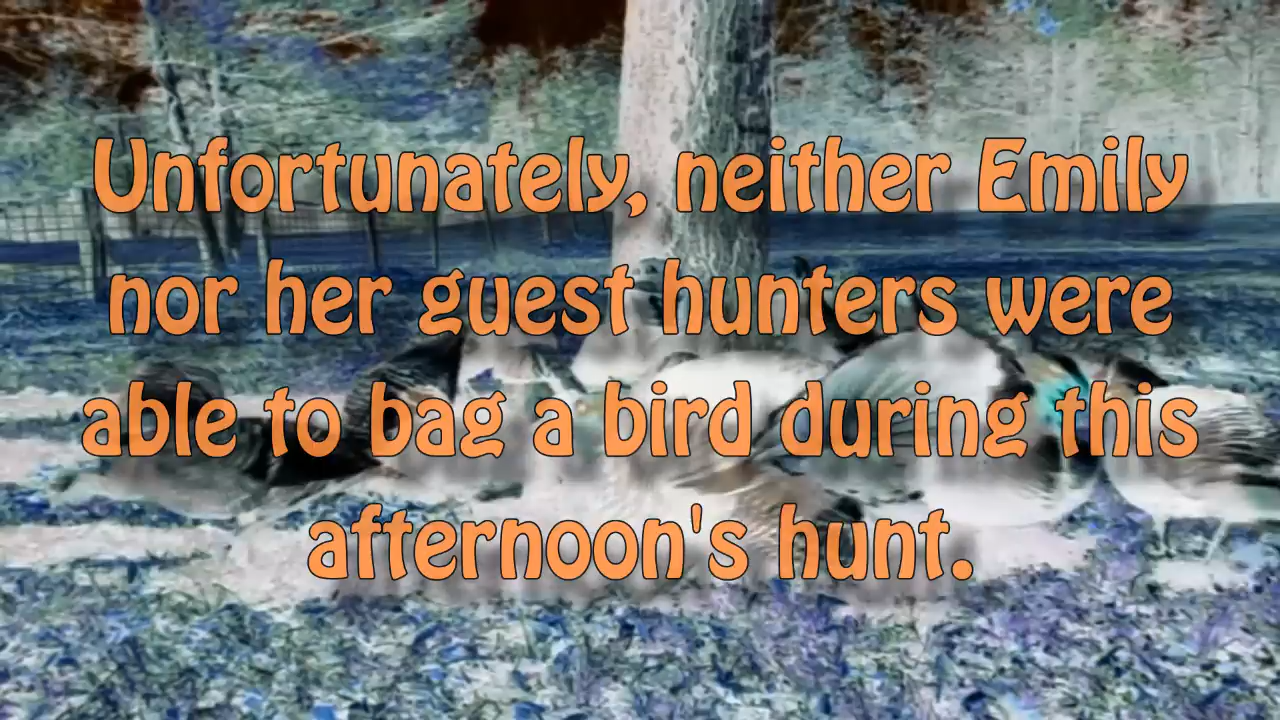 Unfortunately, neither Emily
nor her guest hunters were
able to bag a bird during this
afternoon's hunt.